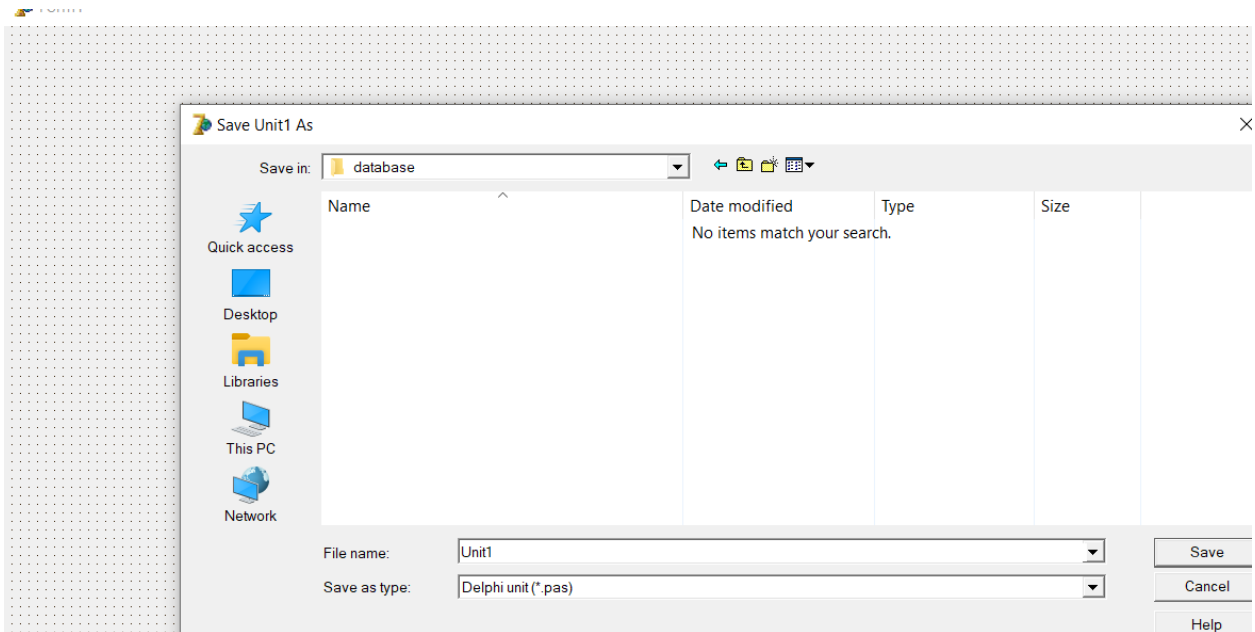 Save Unit1 As
Save in: database
Name Date modified Type Size
No items match your search.
Quick access
Desktop
Libraries
This PC
Network
File name: Unit1 Save
Save as type: Delphi unit (*.pas) Cancel
Help